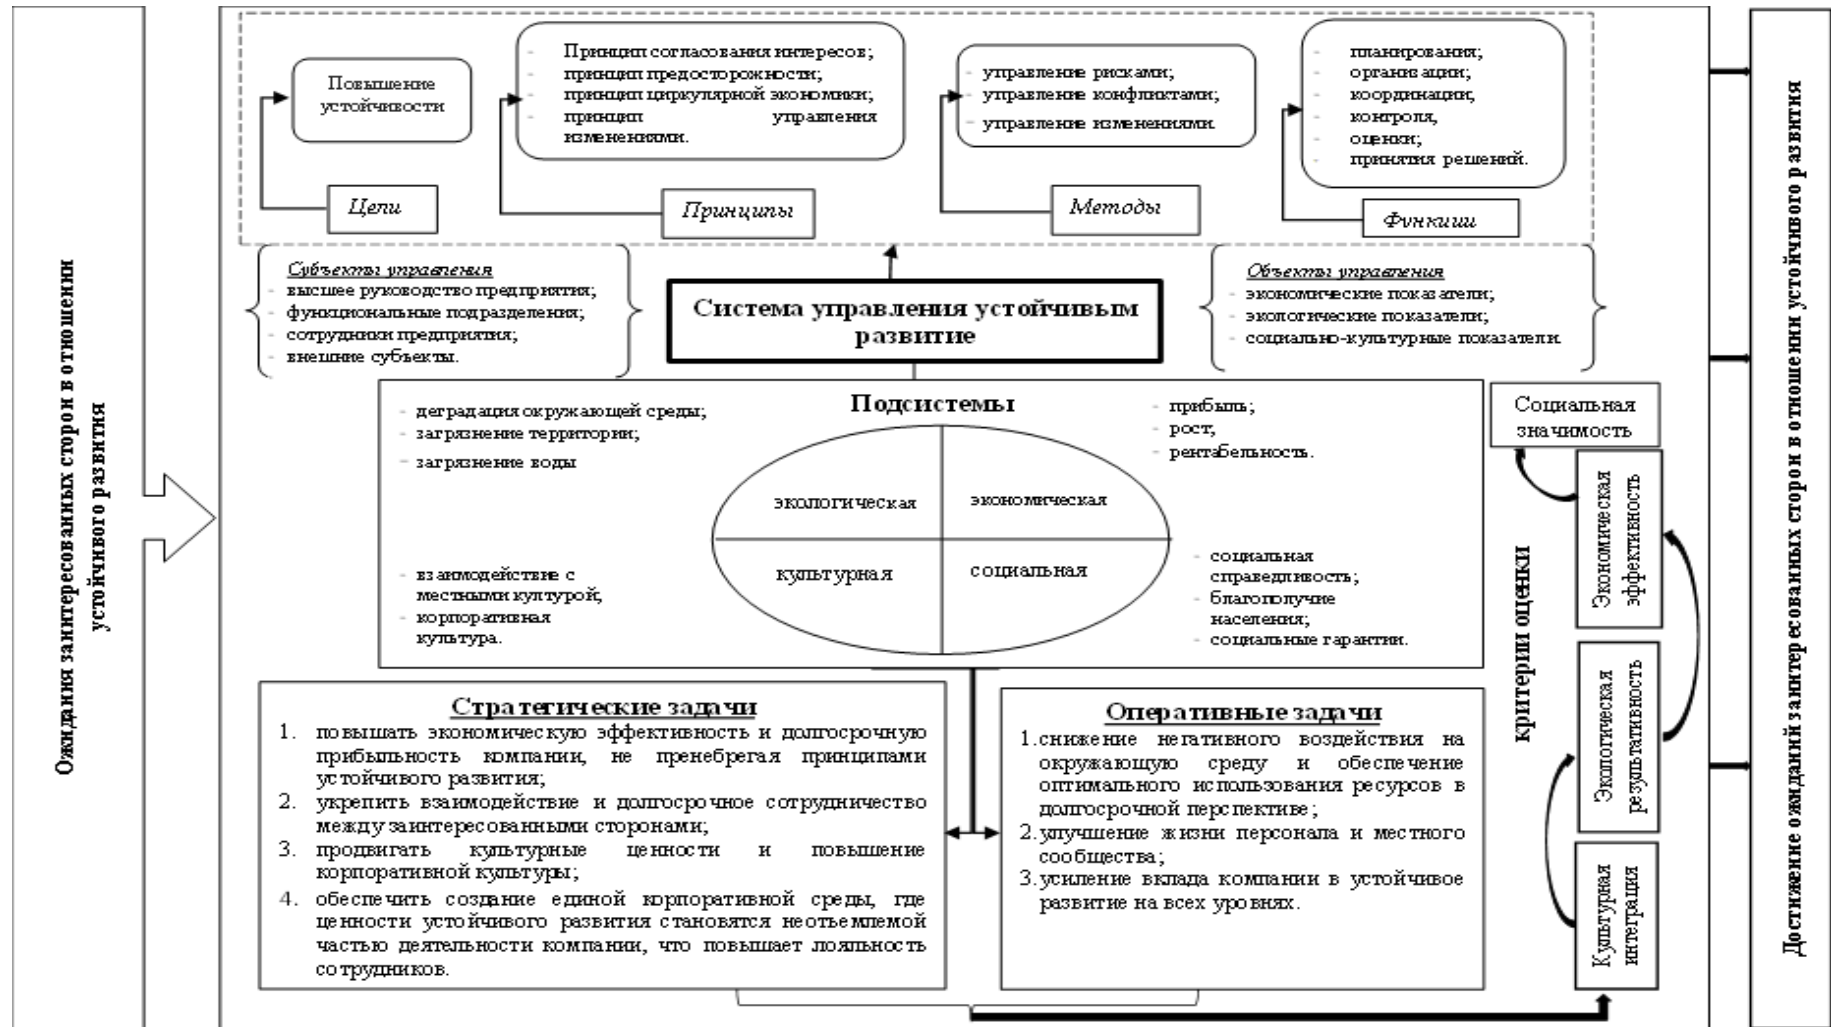 Ожидания заинтересованных сторон в отношении
устойчивого развития
Повышение
устойчивости
Цели
- Принцип согласования интересов;
- принцип предосторожности;
- принцип циркулярной экономики;
- принцип управления
изменениями.
Принципы
- управление рисками;
- управление конфликтами;
- управление изменениями.
Методы
- планирования;
- организации;
- координации;
- контроля,
- оценки;
- принятия решений.
Функции
Субъекты управления
- высшее руководство предприятия;
- функциональные подразделения;
- сотрудники предприятия;
- внешние субъекты.
Система управления устойчивым
развитие
Объекты управления
- экономические показатели;
- экологические показатели;
- социально-культурные показатели.
Подсистемы
- деградация окружающей среды;
- загрязнение территории;
- загрязнение воды
- прибыль;
- рост,
- рентабельность.
экологическая
экономическая
культурная
социальная
- взаимодействие с
местными културой,
- корпоративная
культура.
- социальная
справедливость;
- благополучие
населения;
- социальные гарантии.
Стратегические задачи
1. повышать экономическую эффективность и долгосрочную
прибыльность компании, не пренебрегая принципами
устойчивого развития;
2. укрепить взаимодействие и долгосрочное сотрудничество
между заинтересованными сторонами;
3. продвигать культурные ценности и повышение
корпоративной культуры;
4. обеспечить создание единой корпоративной среды, где
ценности устойчивого развития становятся неотъемлемой
частью деятельности компании, что повышает лояльность
сотрудников.
Оперативные задачи
1. снижение негативного воздействия на
окружающую среду и обеспечение
оптимального использования ресурсов в
долгосрочной перспективе;
2. улучшение жизни персонала и местного
сообщества;
3. усиление вклада компании в устойчивое
развитие на всех уровнях.
критерии оценки
Социальная
значимость
Экономическая
эффективность
Экологическая
результативность
Культурная
интеграция
Достижение ожиданий заинтересованных сторон в отношении устойчивого развития